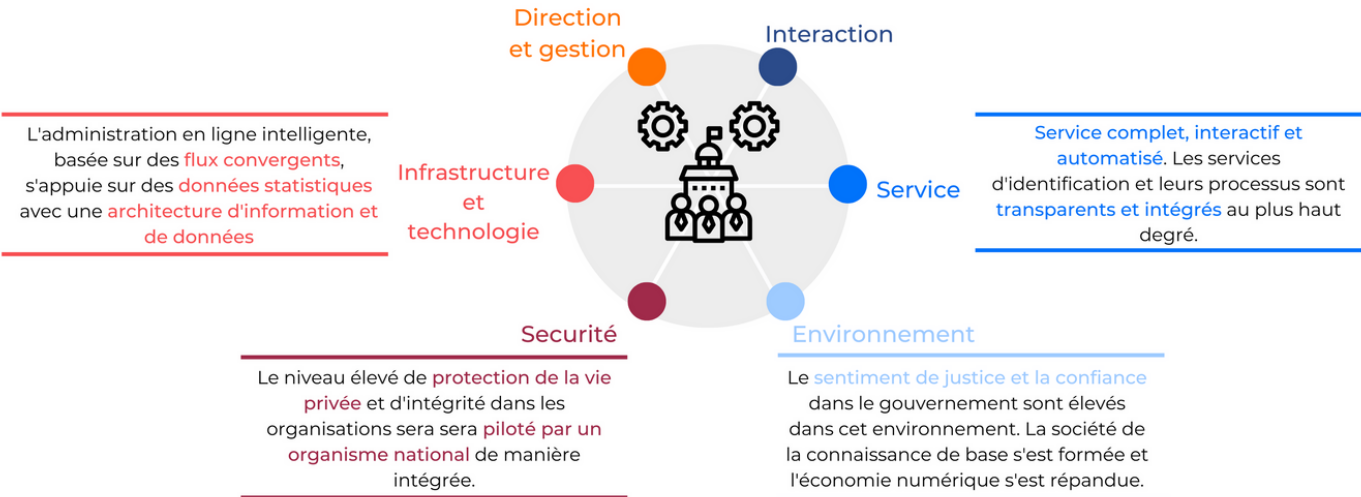 Direction
et gestion
Interaction
L'administration en ligne intelligente,
basée sur des flux convergents,
s'appuie sur des données statistiques
avec une architecture d'information et
de données
Infrastructure
et
technologie
Service
Service complet, interactif et
automatisé. Les services
d'identification et leurs processus sont
transparents et intégrés au plus haut
degré.
Securité
Le niveau élevé de protection de la vie
privée et d'intégrité dans les
organisations sera sera piloté par un
organisme national de manière
intégrée.
Environnement
Le sentiment de justice et la confiance
dans le gouvernement sont élevés
dans cet environnement. La société de
la connaissance de base s'est formée et
l'économie numérique s'est répandue.